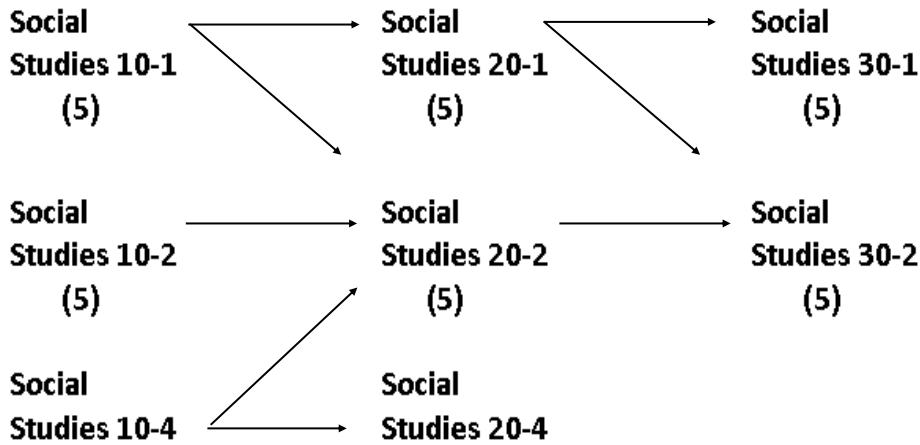 Social
Studies 10-1
(5)
Social
Studies 20-1
(5)
Social
Studies 30-1
(5)
Social
Studies 10-2
(5)
Social
Studies 20-2
(5)
Social
Studies 30-2
(5)
Social
Studies 10-4
Social
Studies 20-4